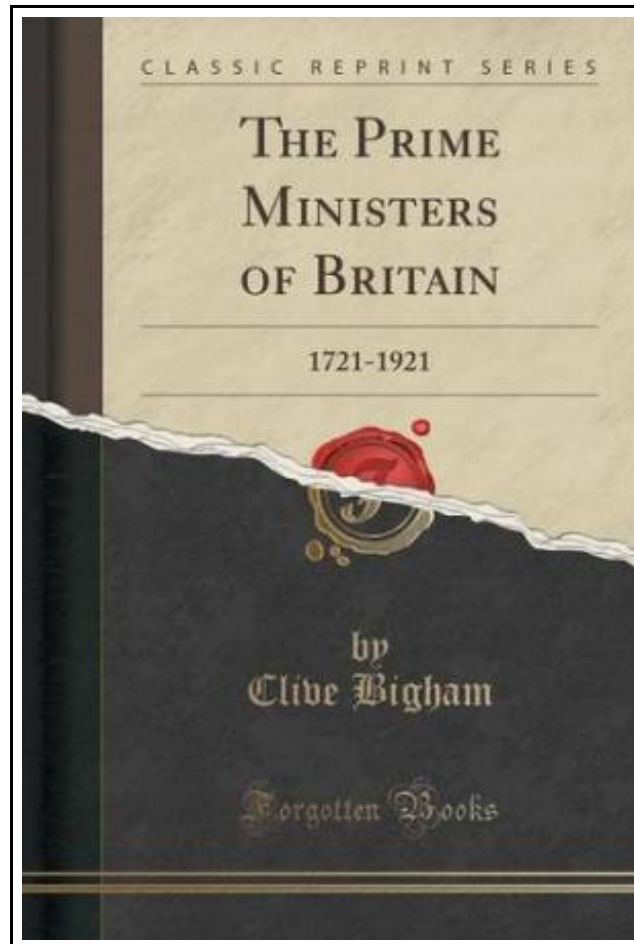 CLASSIC REPRINT SERIES
THE PRIME
MINISTERS
OF BRITAIN
1721-1921
by
Clive Bigham
Forgotten Books